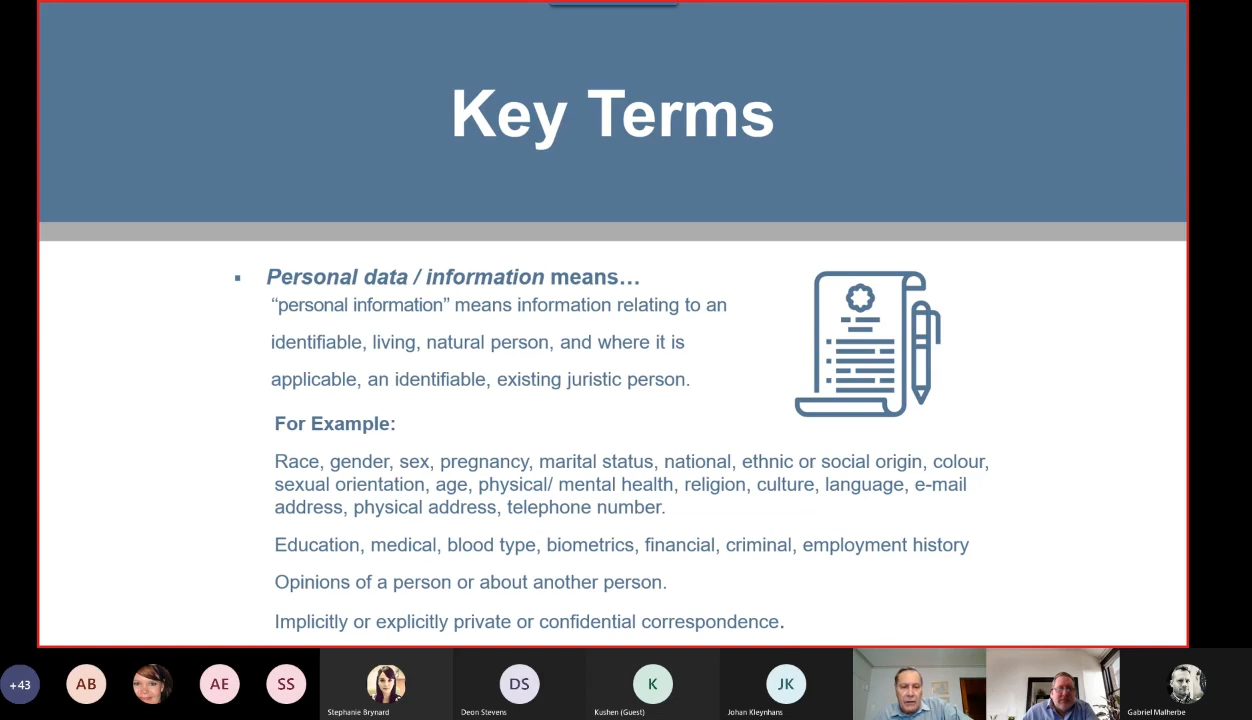 Key Terms
▪ Personal data / information means…
“personal information” means information relating to an
identifiable, living, natural person, and where it is
applicable, an identifiable, existing juristic person.
For Example:
Race, gender, sex, pregnancy, marital status, national, ethnic or social origin, colour,
sexual orientation, age, physical/ mental health, religion, culture, language, e-mail
address, physical address, telephone number.
Education, medical, blood type, biometrics, financial, criminal, employment history
Opinions of a person or about another person.
Implicitly or explicitly private or confidential correspondence.
+43 AB AE SS DS K JK
Stephanie Brynard Deon Stevens Kushen (Guest) Johan Kleynhans Gabriel Malherbe